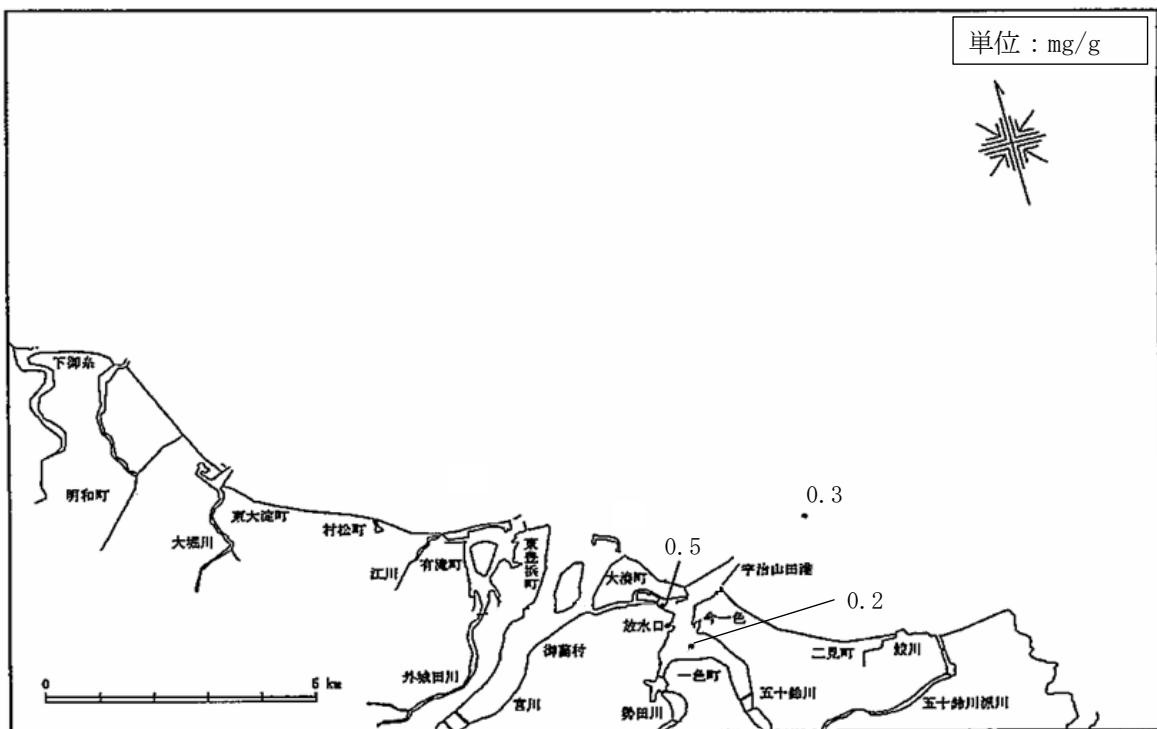 単位：mg/g
下御糸
明和町
大堀川
東大淀町
村松町
江川
有滝町
東豊浜町
外城田川
宮川
御薗村
大湊町
0.3
0.5
宇治山田港
放水口
今一色
0.2
一色町
勢田川
五十鈴川
二見町
鮫川
五十鈴川派川
0
5 km